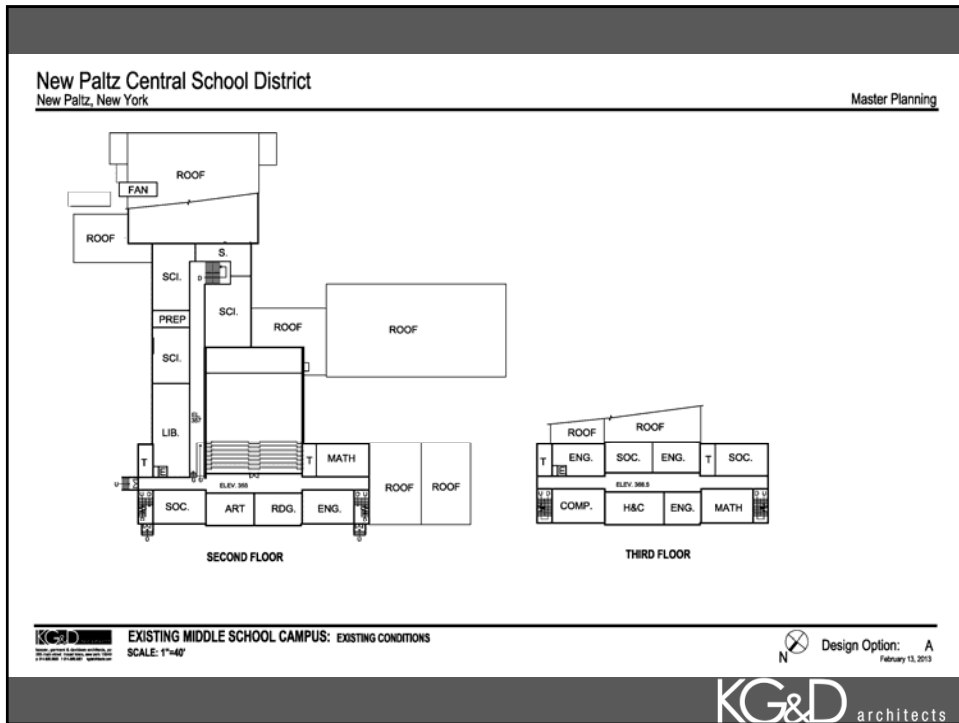 New Paltz Central School District
New Paltz, New York
Master Planning
ROOF
FAN
ROOF
S.
SCI.
D
SCI.
PREP
ROOF
ROOF
SCI.
LIB.
T
E
T
MATH
U
ELEV. 355
ROOF
ROOF
U D
SOC.
ART
RDG.
ENG.
SECOND FLOOR
ROOF
ROOF
T
ENG.
SOC.
ENG.
T
SOC.
E
U D
COMP.
H&C
ENG.
MATH
D U
THIRD FLOOR
KG&D
EXISTING MIDDLE SCHOOL CAMPUS: EXISTING CONDITIONS
SCALE: 1"=40'
N
Design Option: A
February 13, 2013
KG&D architects